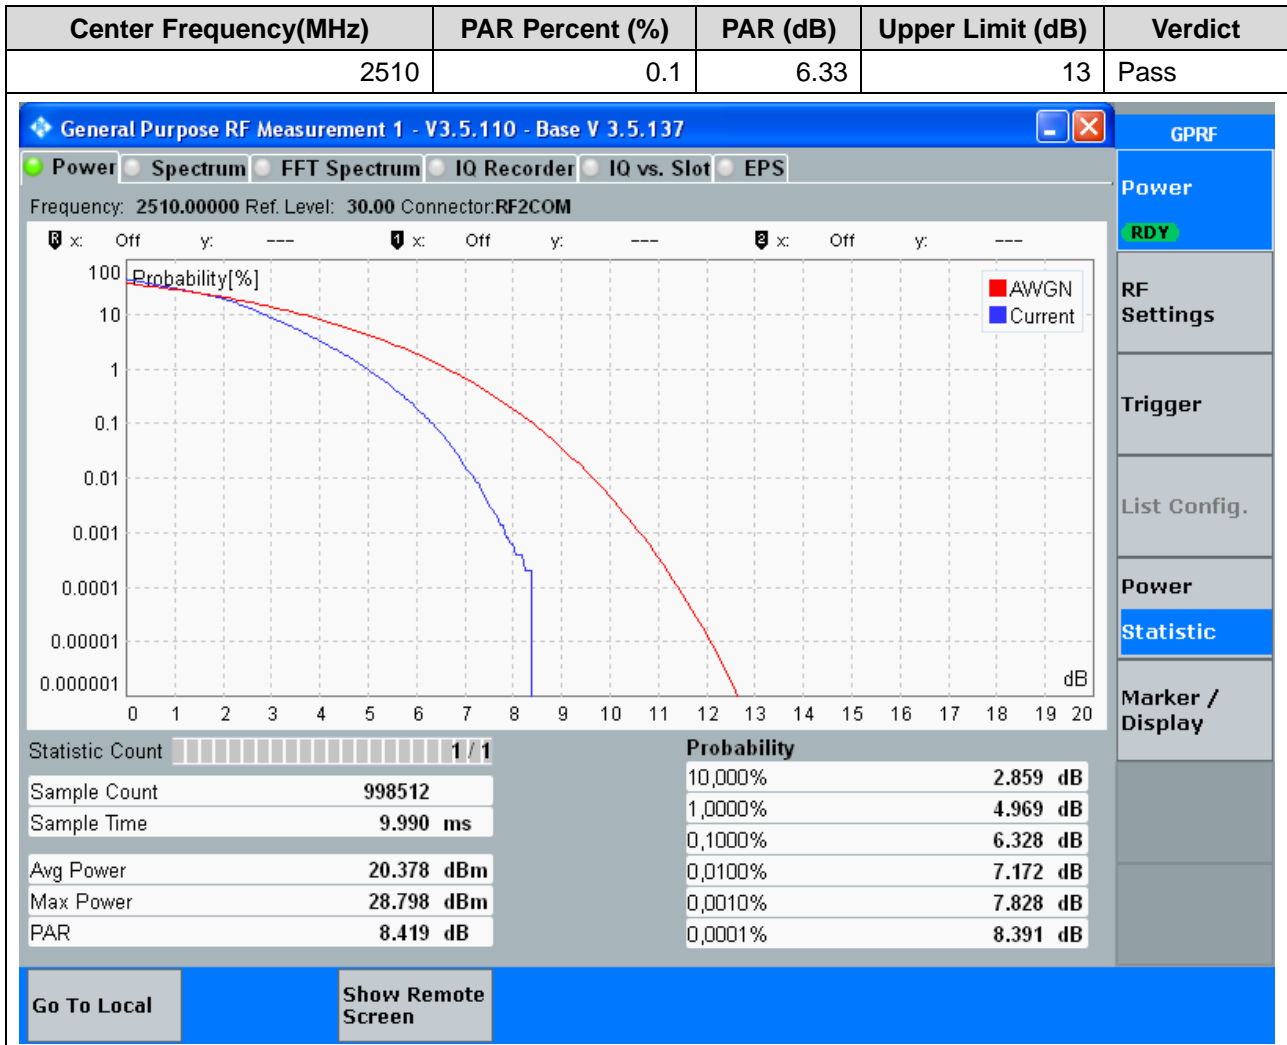 Center Frequency(MHz) PAR Percent (%) PAR (dB) Upper Limit (dB) Verdict
2510 0.1 6.33 13 Pass
General Purpose RF Measurement 1 - V3.5.110 - Base V 3.5.137
GPRF
Power Spectrum FFT Spectrum IQ Recorder IQ vs. Slot EPS
Frequency: 2510.00000 Ref. Level: 30.00 Connector:RF2COM
R x: Off y: --- 1 x: Off y: --- 2 x: Off y: ---
Probability[%]
AWGN
Current
100
10
1
0.1
0.01
0.001
0.0001
0.00001
0.000001
dB
0 1 2 3 4 5 6 7 8 9 10 11 12 13 14 15 16 17 18 19 20
Power
RDY
RF
Settings
Trigger
List Config.
Power
Statistic
Marker /
Display
Statistic Count 1 / 1
Sample Count 998512
Sample Time 9.990 ms
Avg Power 20.378 dBm
Max Power 28.798 dBm
PAR 8.419 dB
Probability
10,000% 2.859 dB
1,0000% 4.969 dB
0,1000% 6.328 dB
0,0100% 7.172 dB
0,0010% 7.828 dB
0,0001% 8.391 dB
Go To Local
Show Remote
Screen